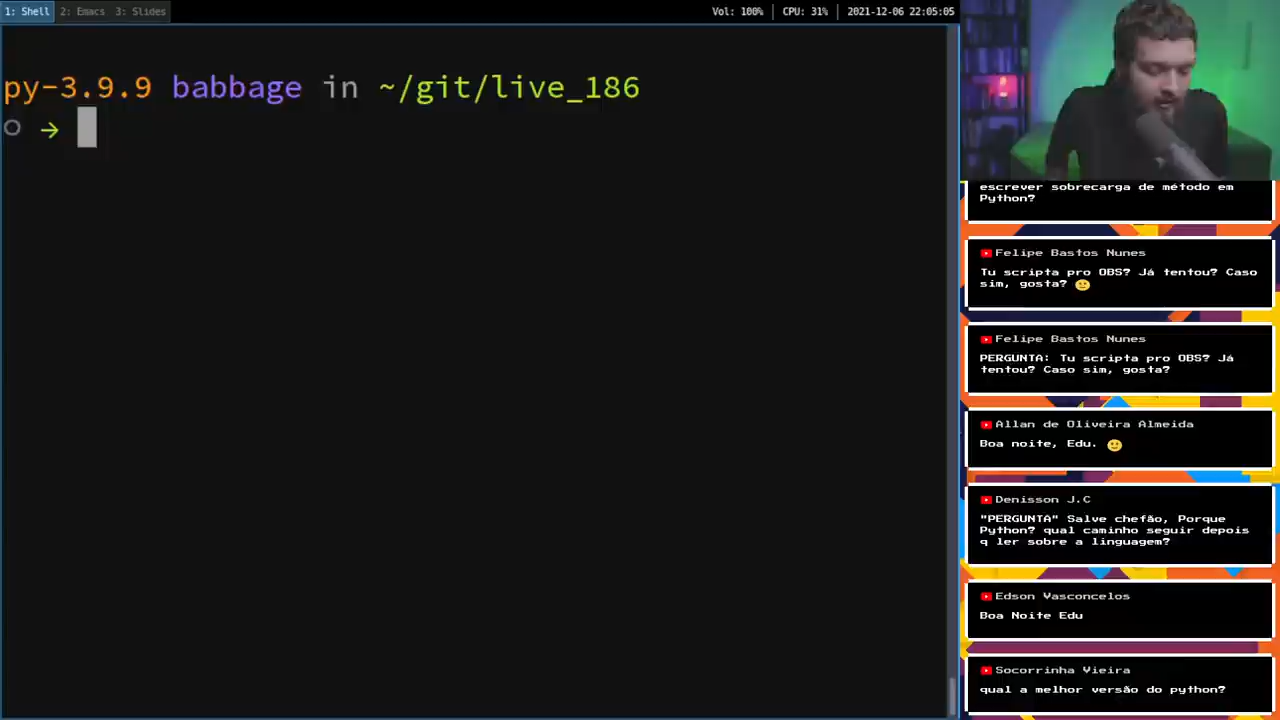 1: Shell 2: Emacs 3: Slides
Vol: 100% CPU: 31% 2021-12-06 22:05:05
py-3.9.9 babbage in ~/git/live_186
○ →
escrever sobrecarga de método em
Python?
Felipe Bastos Nunes
Tu scripta pro OBS? Já tentou? Caso
sim, gosta? 🙂
Felipe Bastos Nunes
PERGUNTA: Tu scripta pro OBS? Já
tentou? Caso sim, gosta?
Allan de Oliveira Almeida
Boa noite, Edu. 🙂
Denisson J.C
"PERGUNTA" Salve chefão, Porque
Python? qual caminho seguir depois
q ler sobre a linguagem?
Edson Vasconcelos
Boa Noite Edu
Socorrinha Vieira
qual a melhor versão do python?